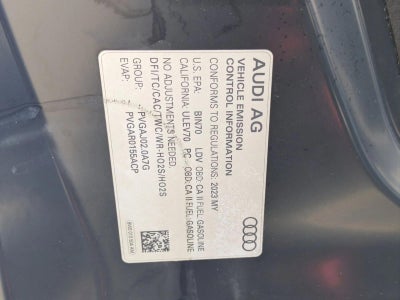 AUDI AG
VEHICLE EMISSION
CONTROL INFORMATION
CONFORMS TO REGULATIONS: 2023 MY
U.S. EPA: BIN70 LDV OBD: CA II FUEL: GASOLINE
CALIFORNIA: ULEV70 PC OBD: CA II FUEL: GASOLINE
NO ADJUSTMENTS NEEDED.
DFI/TC/CAC/TWC/WR-HO2S/HO2S
GROUP: PVGAJ02.0A7G
EVAP: PVGAR0155ACP